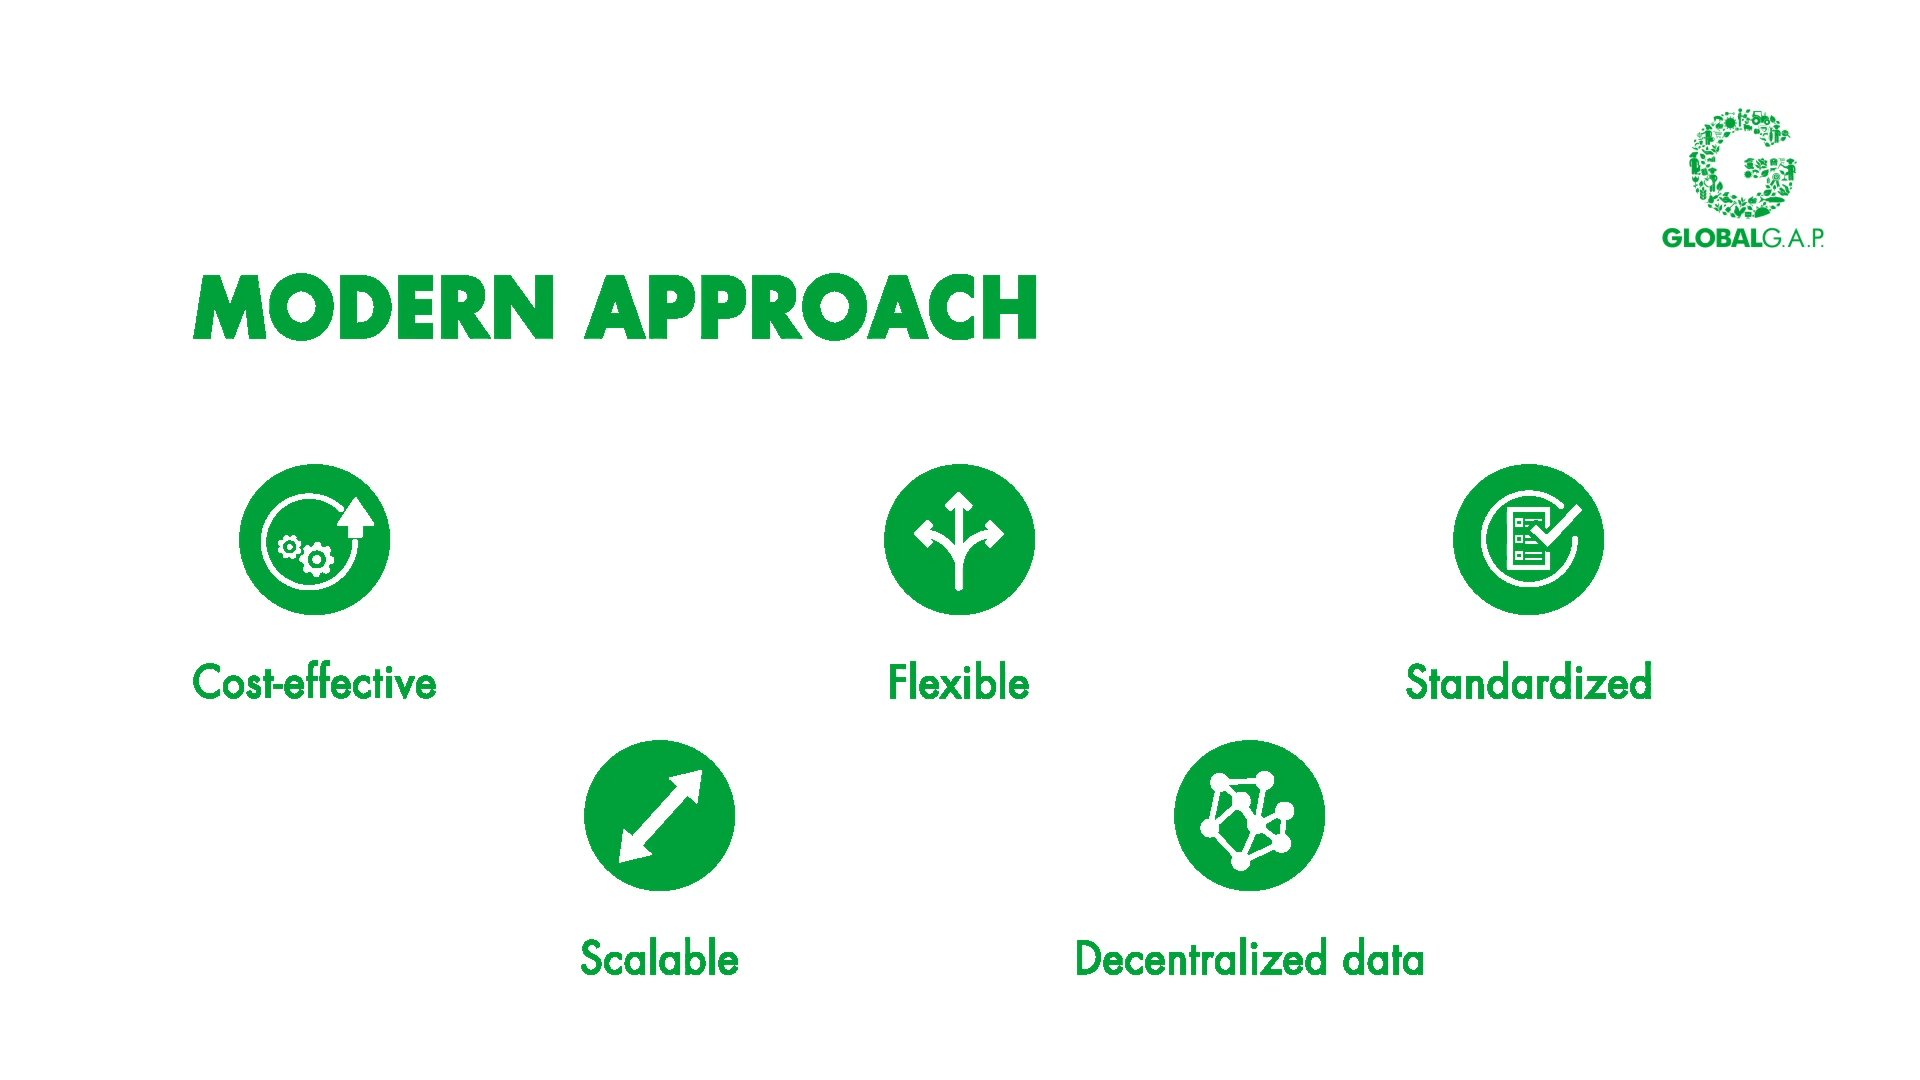 GLOBALG.A.P.
MODERN APPROACH
Cost-effective
Flexible
Standardized
Scalable
Decentralized data